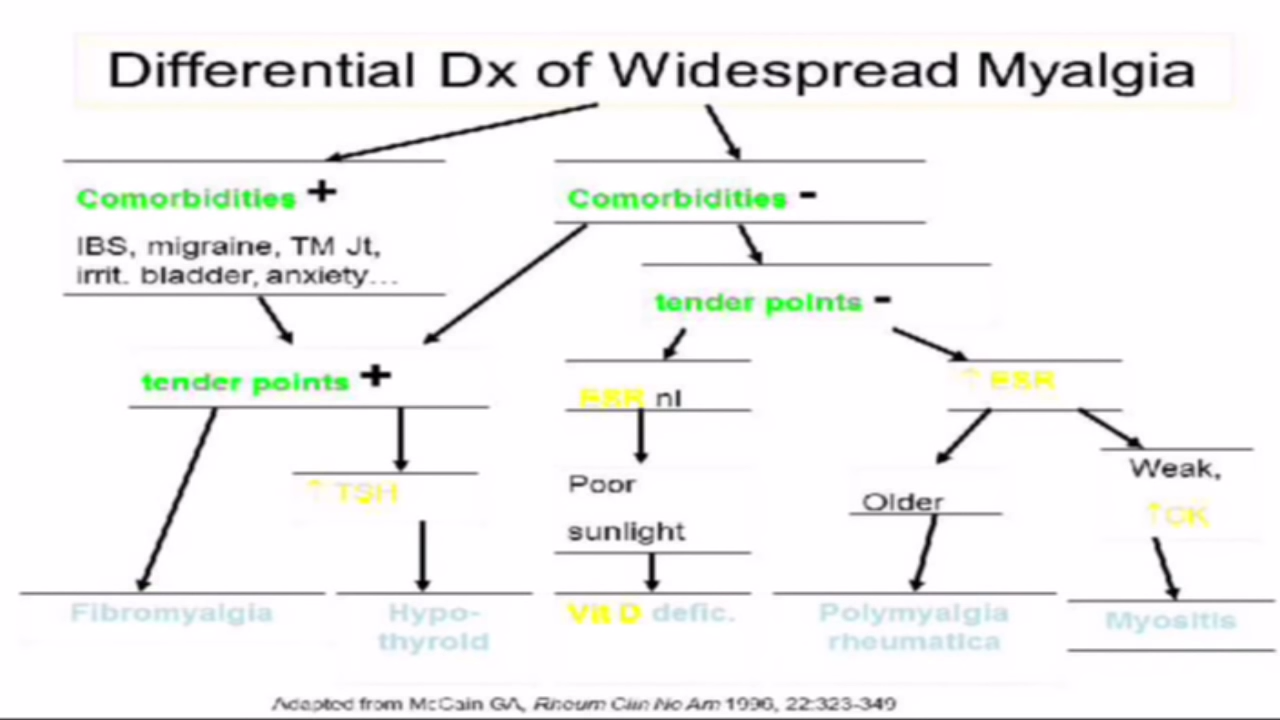 Differential Dx of Widespread Myalgia
Comorbidities +
IBS, migraine, TM Jt,
irrit. bladder, anxiety...
Comorbidities -
tender points -
tender points +
ESR nl
↑ ESR
↑ TSH
Poor
sunlight
Older
Weak,
↑CK
Fibromyalgia
Hypo-
thyroid
Vit D defic.
Polymyalgia
rheumatica
Myositis
Adapted from McCain GA, Rheum Clin No Am 1996, 22:323-349